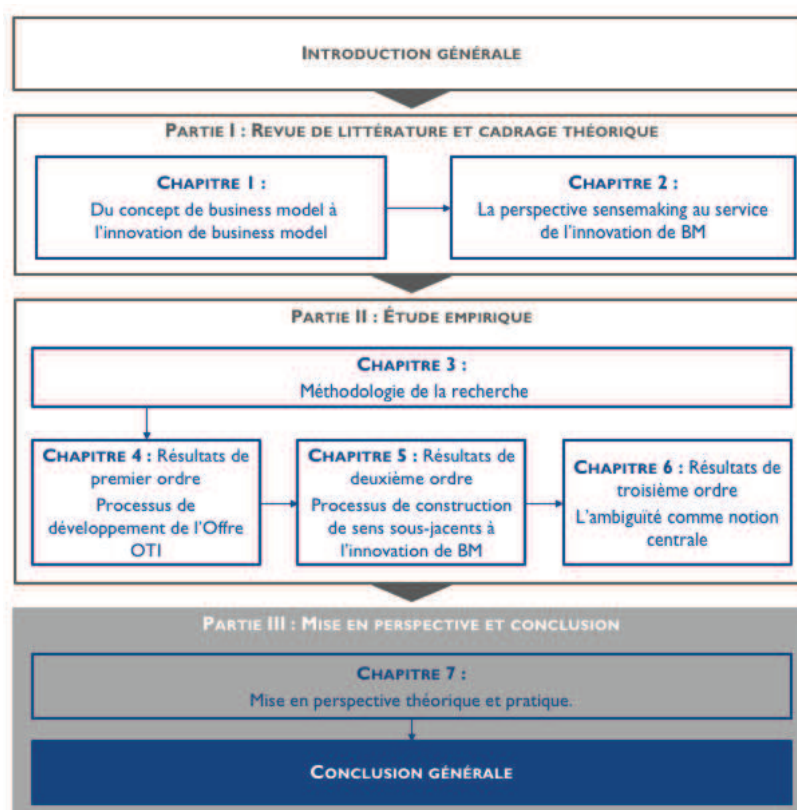 INTRODUCTION GÉNÉRALE
PARTIE I : REVUE DE LITTÉRATURE ET CADRAGE THÉORIQUE
CHAPITRE 1 :
Du concept de business model à
l'innovation de business model
CHAPITRE 2 :
La perspective sensemaking au service
de l'innovation de BM
PARTIE II : ÉTUDE EMPIRIQUE
CHAPITRE 3 :
Méthodologie de la recherche
CHAPITRE 4 : Résultats de
premier ordre
Processus de
développement de l'Offre
OTI
CHAPITRE 5 : Résultats de
deuxième ordre
Processus de construction
de sens sous-jacents à
l'innovation de BM
CHAPITRE 6 : Résultats de
troisième ordre
L'ambiguïté comme notion
centrale
PARTIE III : MISE EN PERSPECTIVE ET CONCLUSION
CHAPITRE 7 :
Mise en perspective théorique et pratique.
CONCLUSION GÉNÉRALE